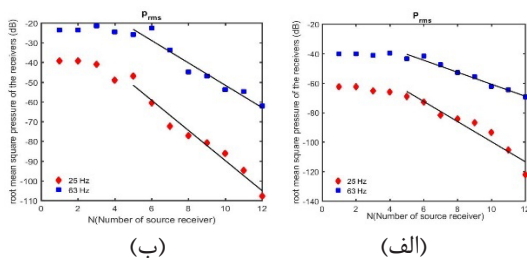 p_rms
root mean square pressure of the receivers (dB)
-20
-30
-40
-50
-60
-70
-80
-90
-100
-110
0 2 4 6 8 10 12
25 Hz
63 Hz
N(Number of source receiver)
(ب)
P_rms
root mean square pressure of the receivers (dB)
-20
-40
-60
-80
-100
-120
-140
0 2 4 6 8 10 12
25 Hz
63 Hz
N(Number of source receiver)
(الف)